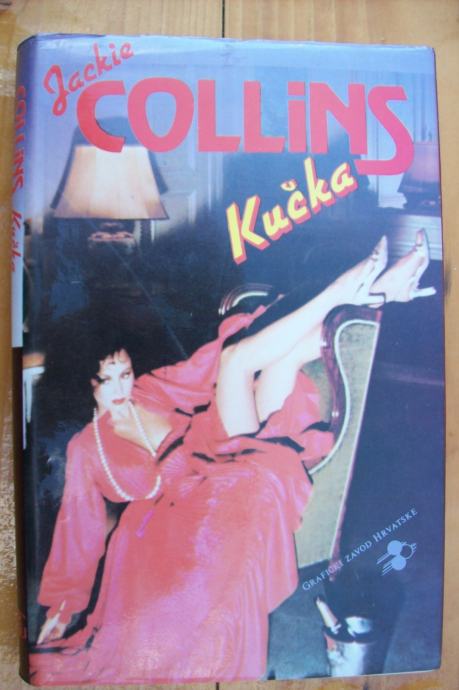 Jackie
COLLiNS
Kučka
GRAFIČKI ZAVOD HRVATSKE
COLLiNS Kučka